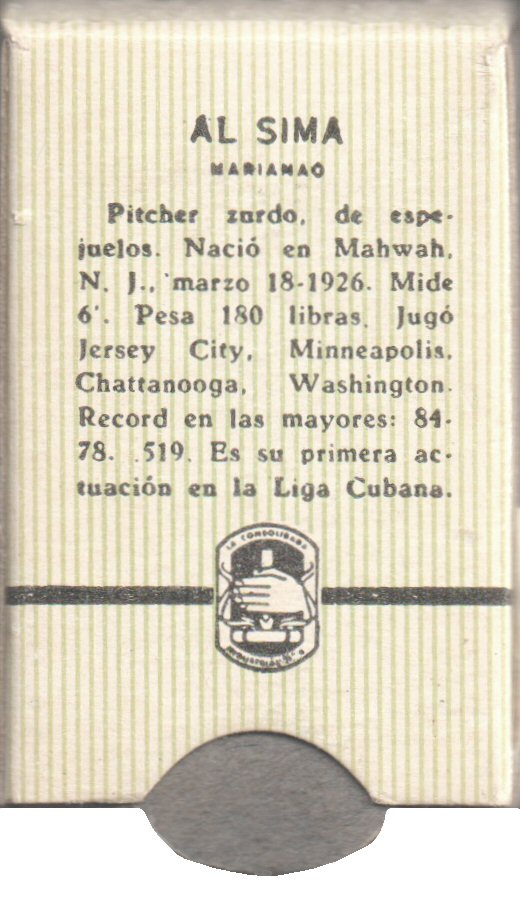 AL SIMA
MARIANAO
Pitcher zurdo, de espe-
juelos. Nació en Mahwah,
N. J., marzo 18-1926. Mide
6'. Pesa 180 libras. Jugó
Jersey City, Minneapolis,
Chattanooga, Washington.
Record en las mayores: 84-
78. .519. Es su primera ac-
tuación en la Liga Cubana.
LA CONSOLIDADA